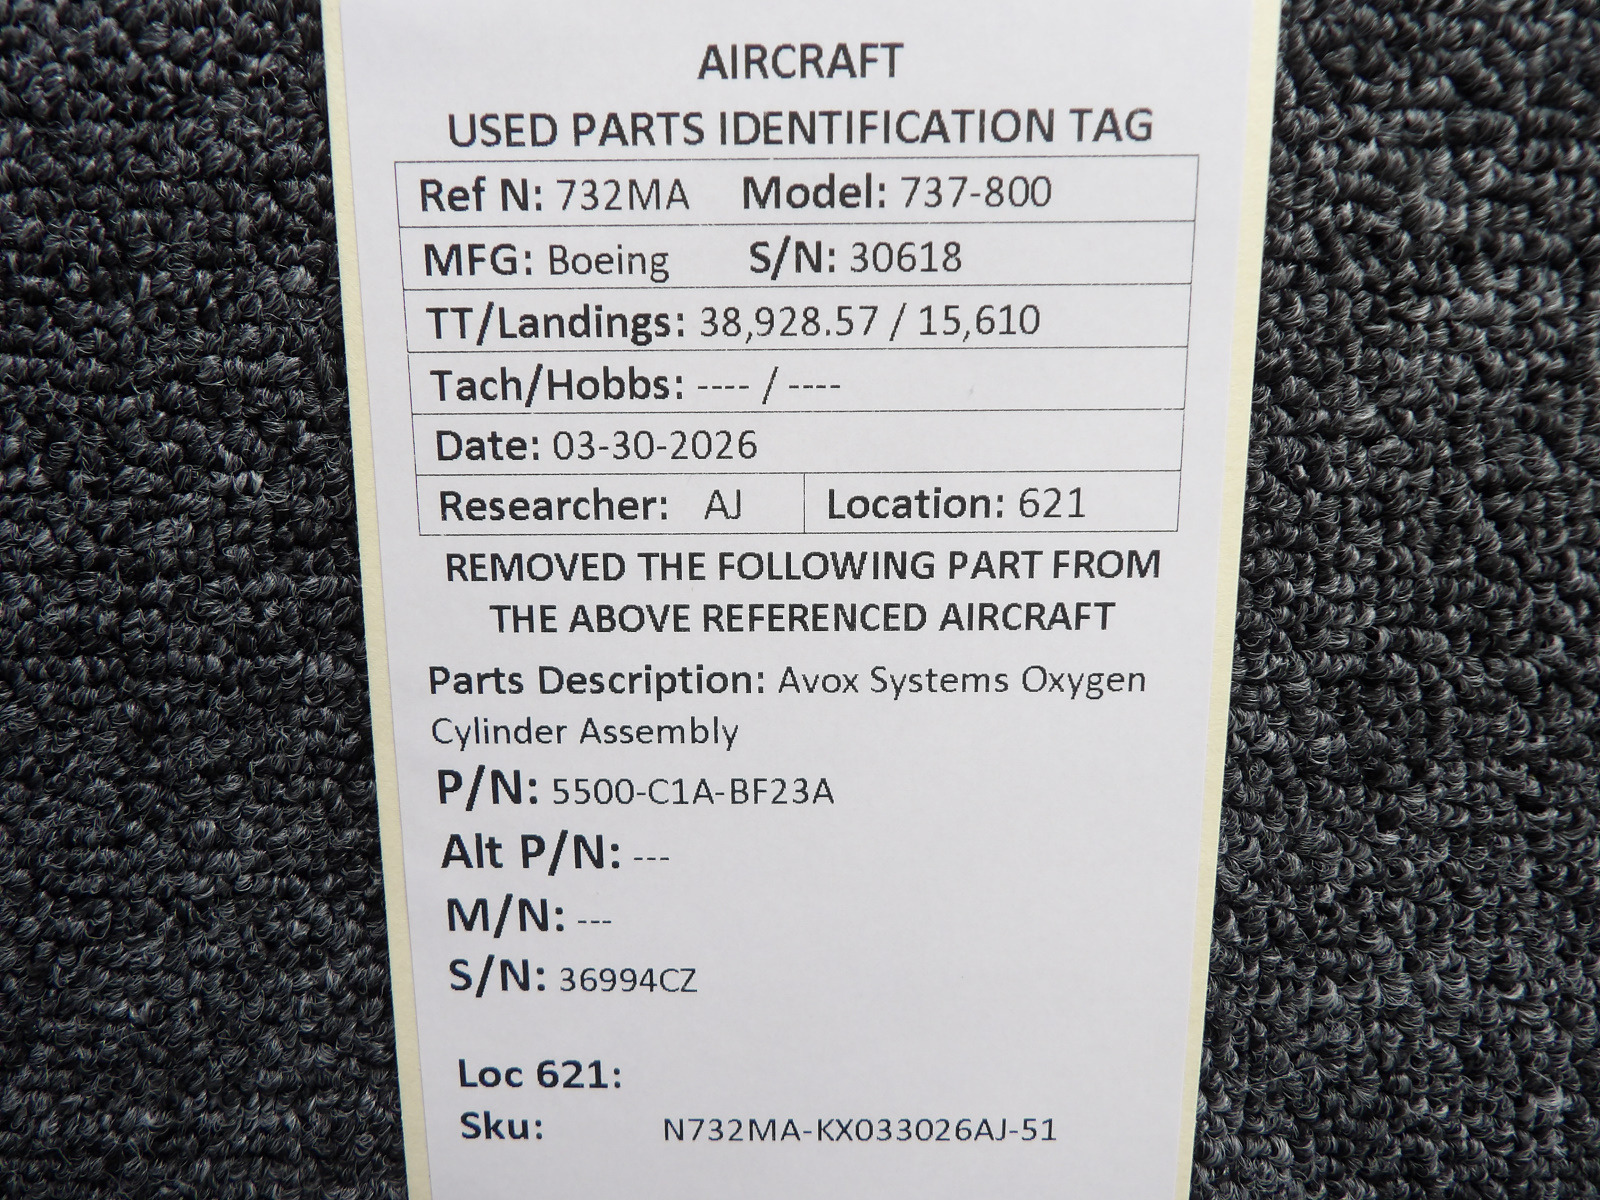 AIRCRAFT
USED PARTS IDENTIFICATION TAG
Ref N: 732MA Model: 737-800
MFG: Boeing S/N: 30618
TT/Landings: 38,928.57 / 15,610
Tach/Hobbs: ---- / ----
Date: 03-30-2026
Researcher: AJ Location: 621
REMOVED THE FOLLOWING PART FROM
THE ABOVE REFERENCED AIRCRAFT
Parts Description: Avox Systems Oxygen
Cylinder Assembly
P/N: 5500-C1A-BF23A
Alt P/N: ---
M/N: ---
S/N: 36994CZ
Loc 621:
Sku: N732MA-KX033026AJ-51